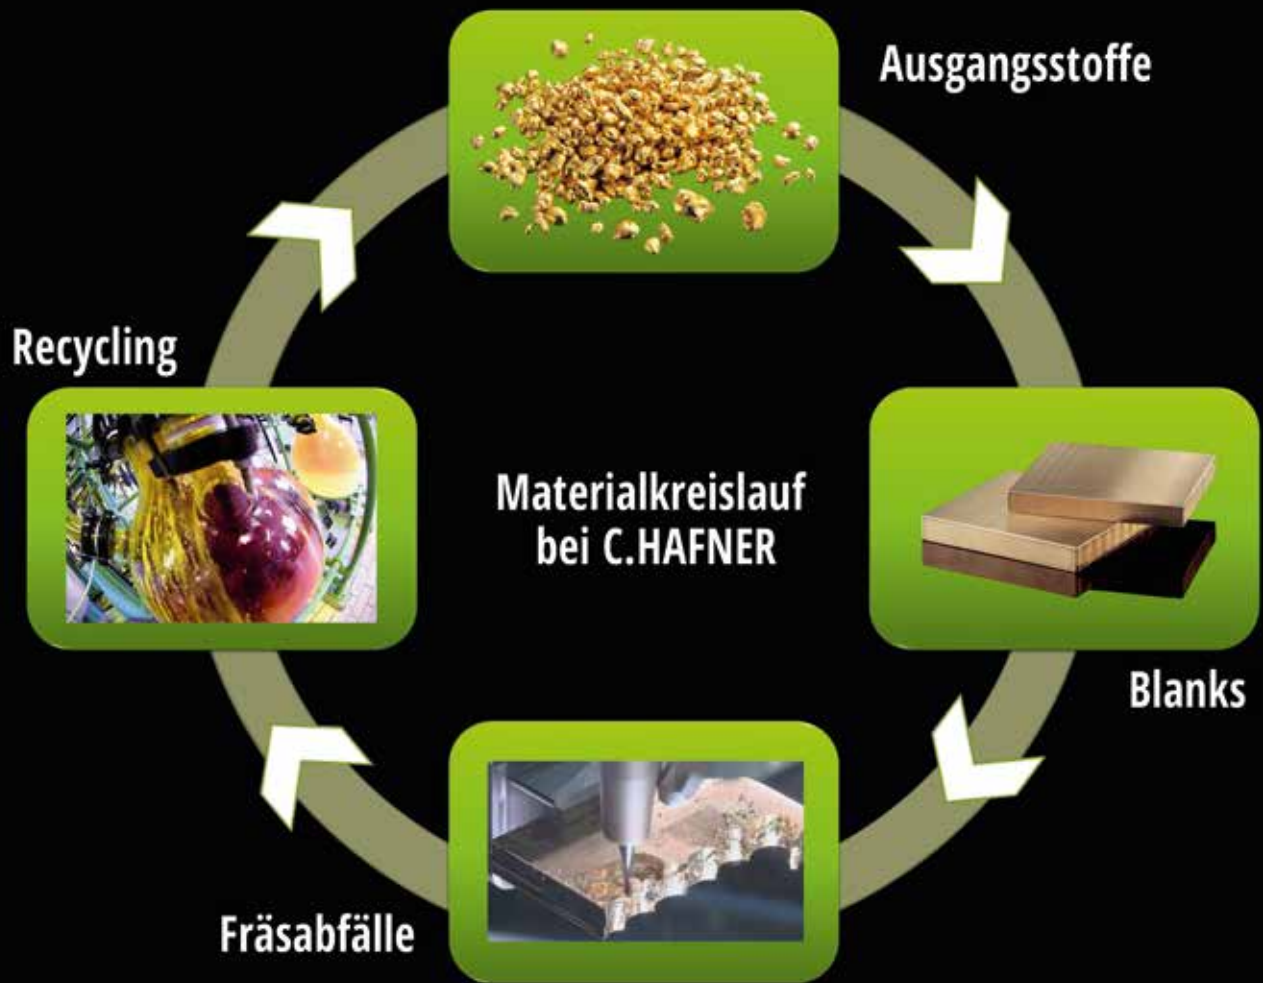 Ausgangsstoffe
Recycling
Materialkreislauf
bei C.HAFNER
Blanks
Fräsabfälle